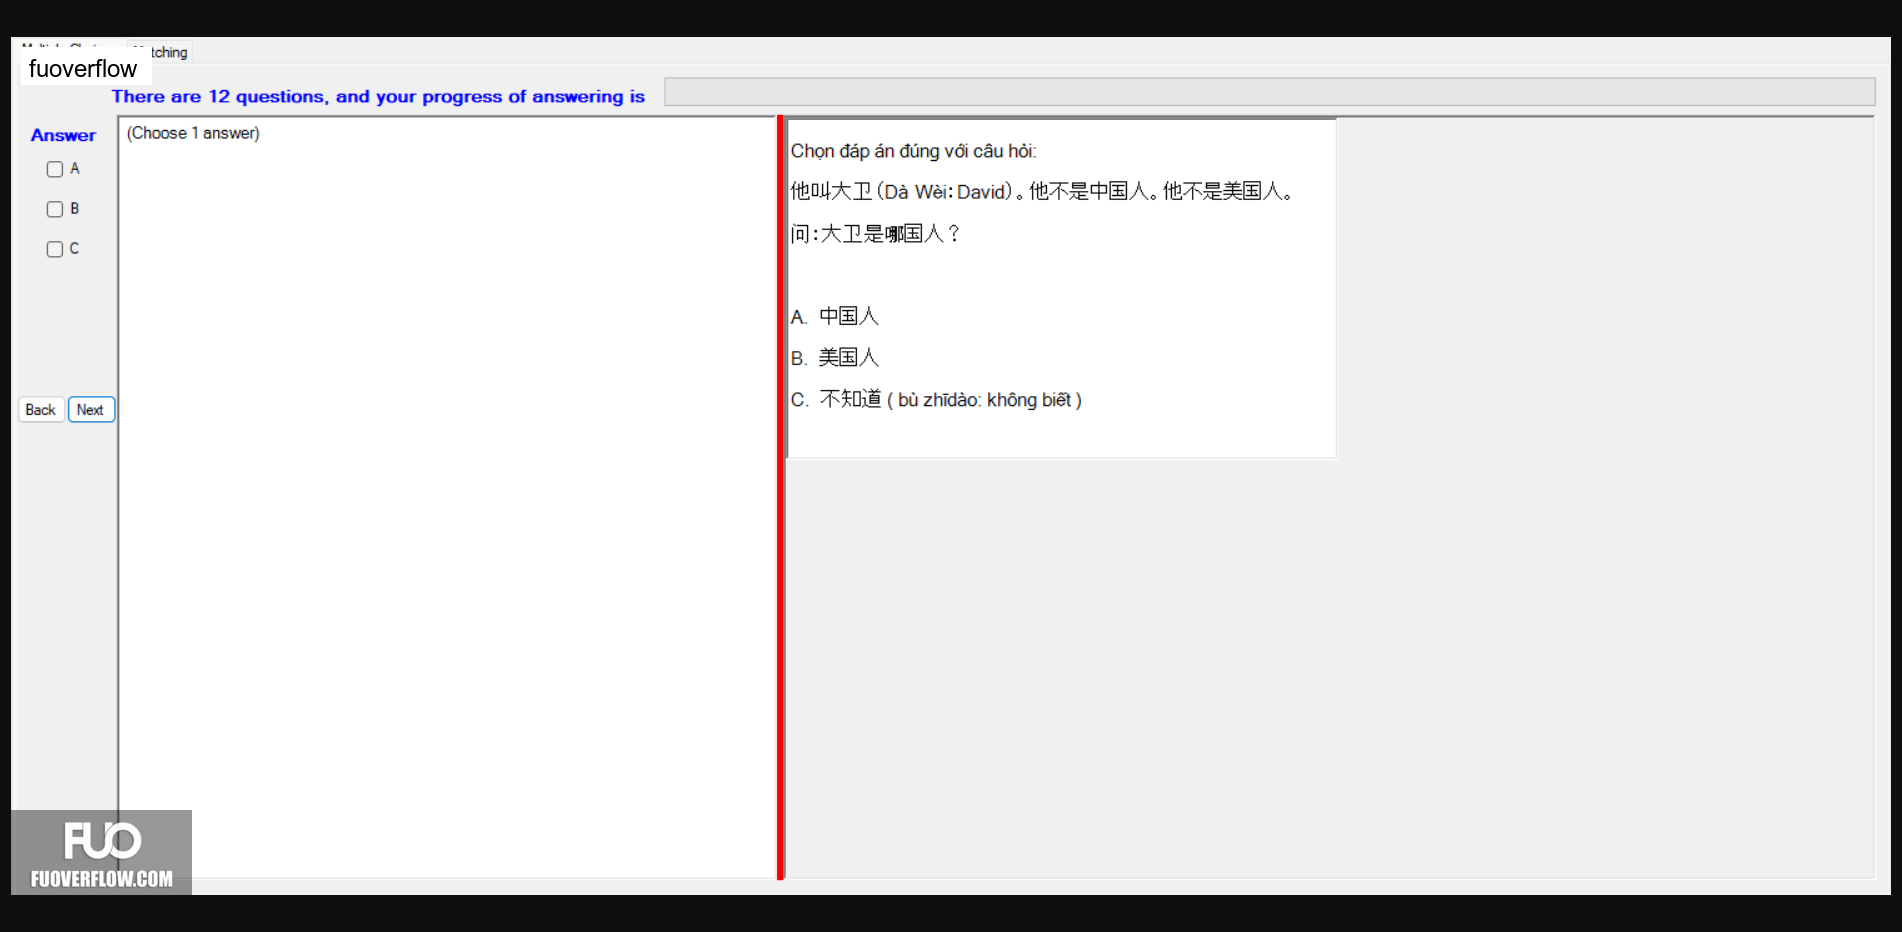 tching
fuoverflow
There are 12 questions, and your progress of answering is
Answer
(Choose 1 answer)
A
B
C
Back
Next
Chọn đáp án đúng với câu hỏi:
他叫大卫(Dà Wèi: David)。他不是中国人。他不是美国人。
问:大卫是哪国人?
A. 中国人
B. 美国人
C. 不知道 ( bù zhīdào: không biết )
FUO
FUOVERFLOW.COM